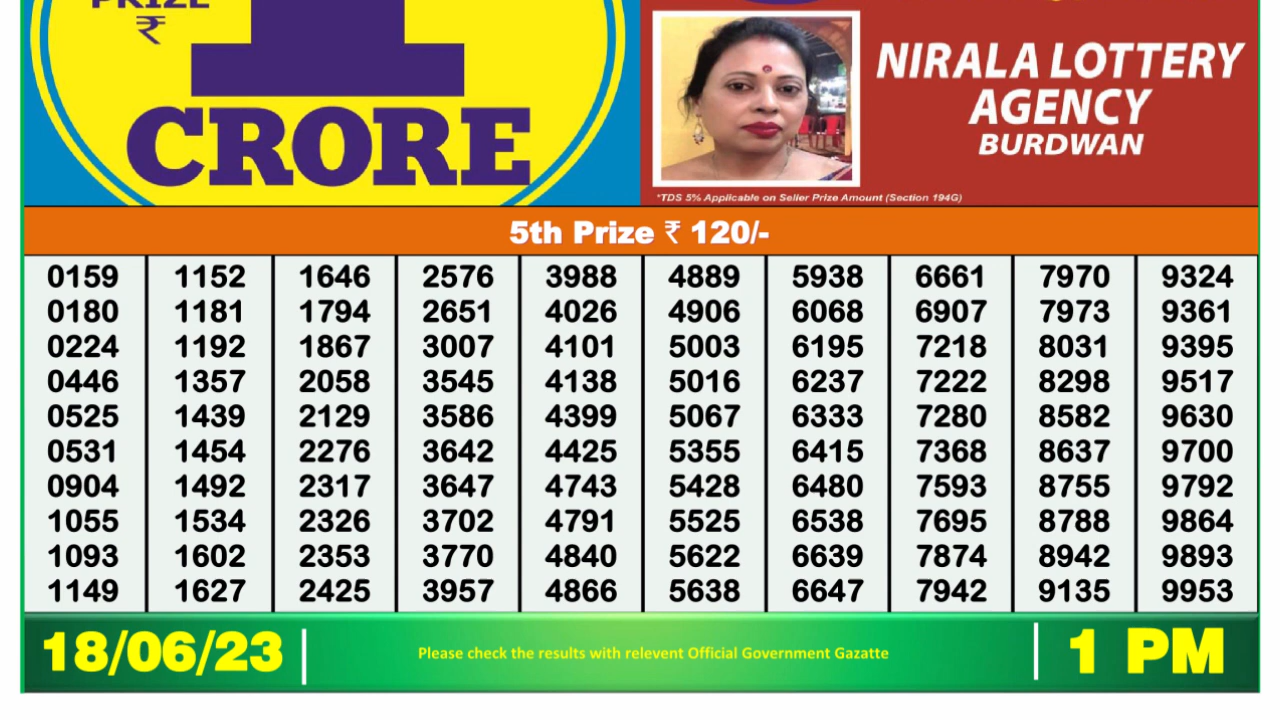 PRIZE
₹
1
CRORE
NIRALA LOTTERY
AGENCY
BURDWAN
*TDS 5% Applicable on Seller Prize Amount (Section 194G)
5th Prize ₹ 120/-
0159 1152 1646 2576 3988 4889 5938 6661 7970 9324
0180 1181 1794 2651 4026 4906 6068 6907 7973 9361
0224 1192 1867 3007 4101 5003 6195 7218 8031 9395
0446 1357 2058 3545 4138 5016 6237 7222 8298 9517
0525 1439 2129 3586 4399 5067 6333 7280 8582 9630
0531 1454 2276 3642 4425 5355 6415 7368 8637 9700
0904 1492 2317 3647 4743 5428 6480 7593 8755 9792
1055 1534 2326 3702 4791 5525 6538 7695 8788 9864
1093 1602 2353 3770 4840 5622 6639 7874 8942 9893
1149 1627 2425 3957 4866 5638 6647 7942 9135 9953
18/06/23
Please check the results with relevent Official Government Gazatte
1 PM